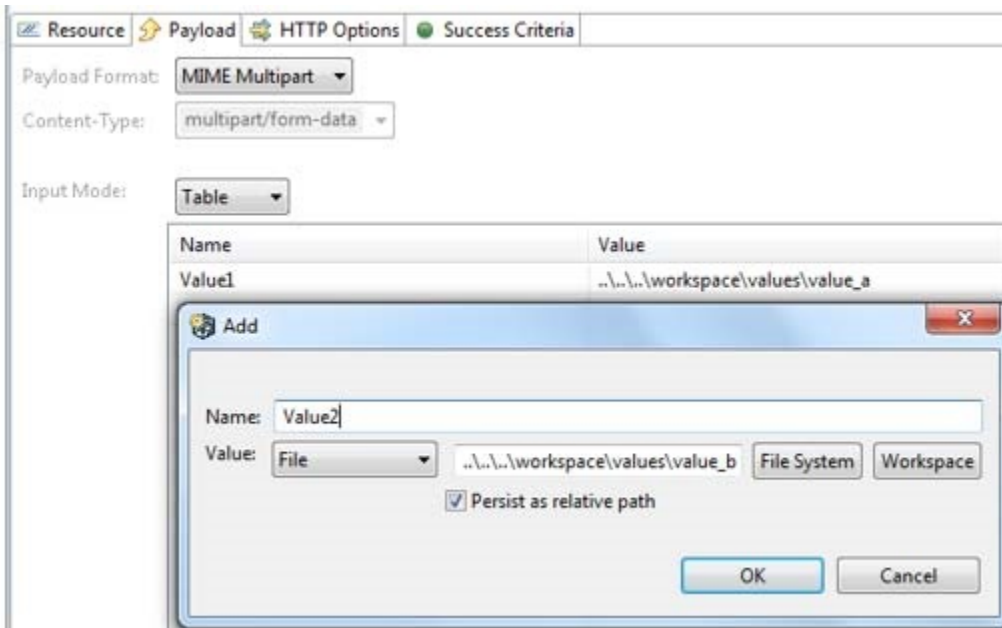 Resource Payload HTTP Options Success Criteria
Payload Format: MIME Multipart
Content-Type: multipart/form-data
Input Mode: Table
Name Value
Value1 ..\..\..\workspace\values\value_a
Add
Name: Value2
Value: File ..\..\..\workspace\values\value_b File System Workspace
Persist as relative path
OK Cancel